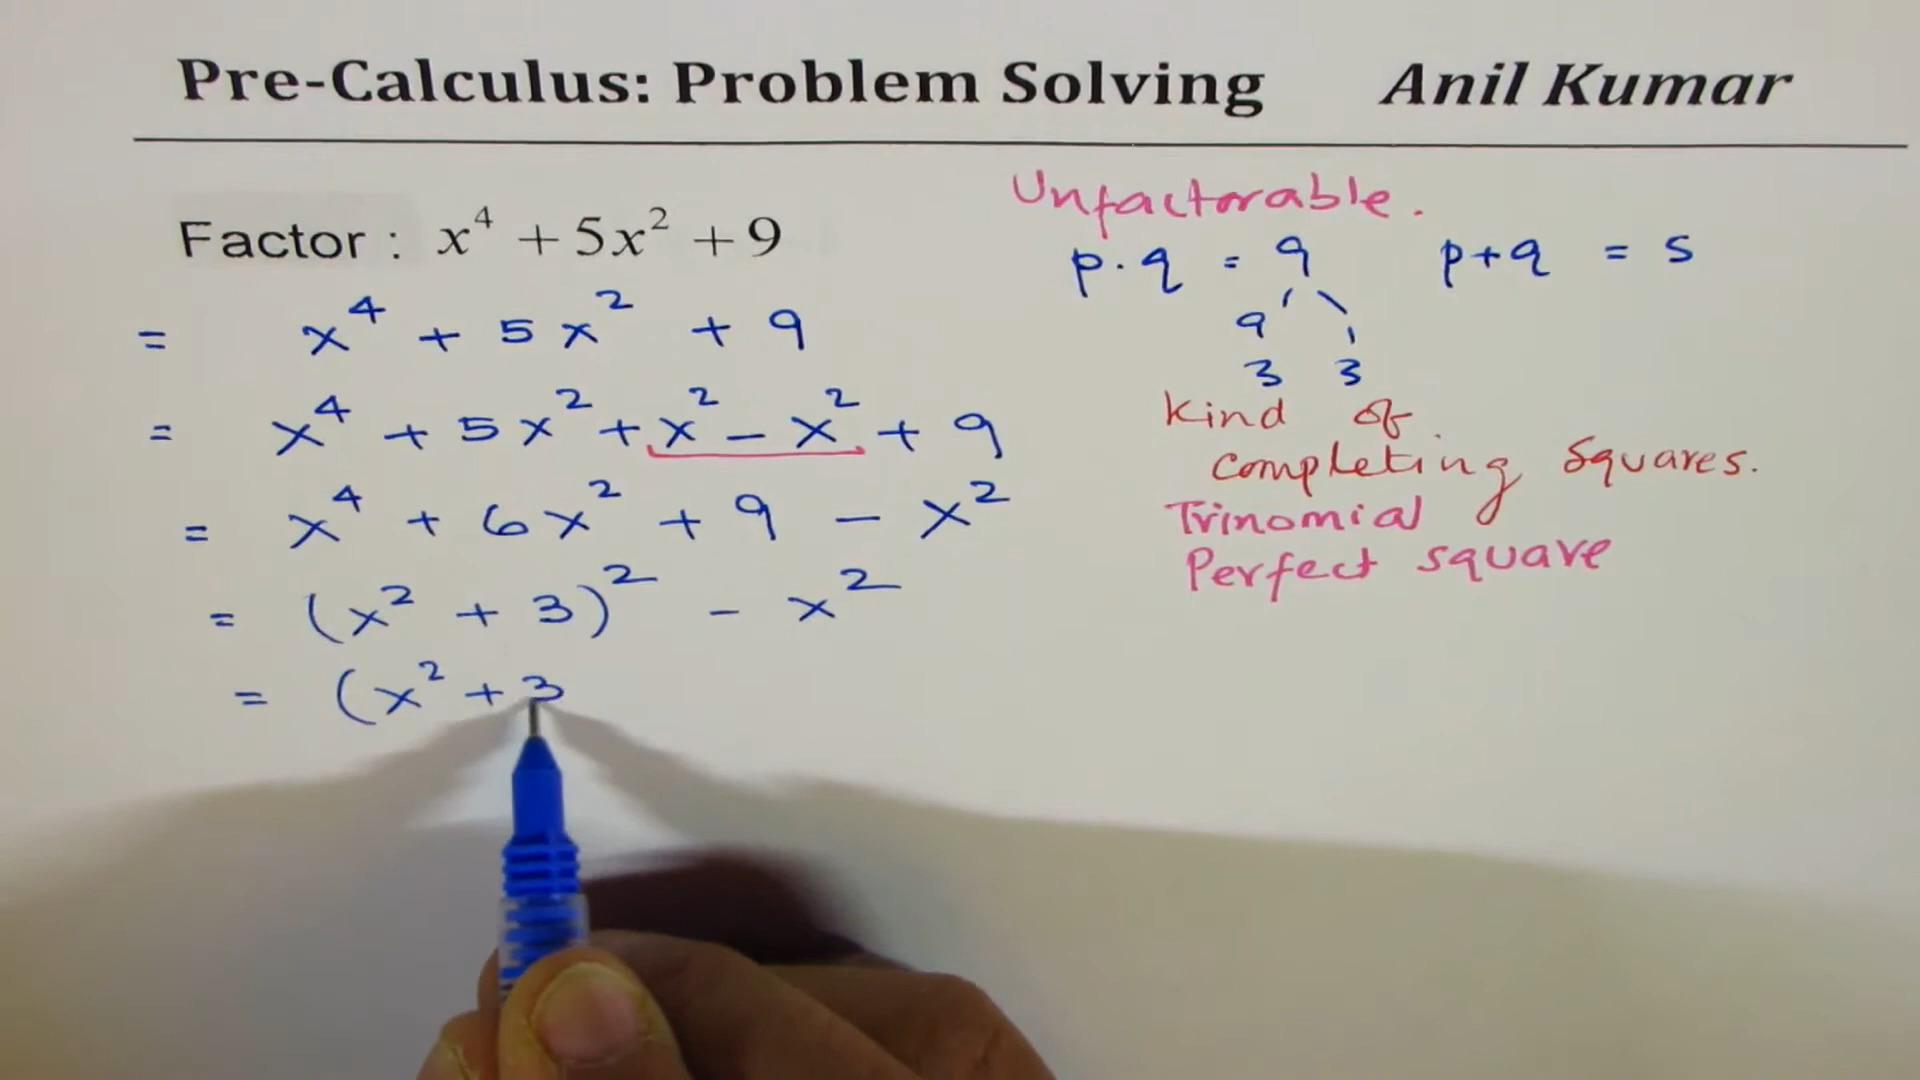 Pre-Calculus: Problem Solving Anil Kumar
Unfactorable.
Factor : x⁴ + 5x² + 9
p · q = 9 p + q = 5
9 1
3 3
= x⁴ + 5x² + 9
= x⁴ + 5x² + x² − x² + 9
= x⁴ + 6x² + 9 − x²
= (x² + 3)² − x²
= (x² + 3
Kind of
completing squares.
Trinomial
Perfect square